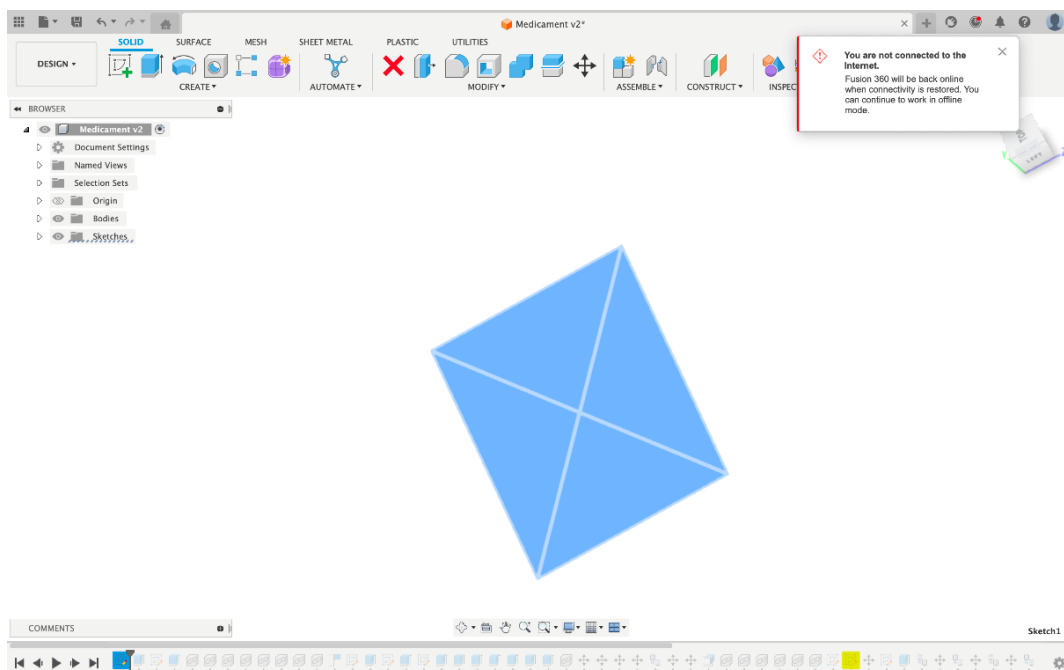 Medicament v2*
SOLID SURFACE MESH SHEET METAL PLASTIC UTILITIES
DESIGN
CREATE AUTOMATE MODIFY ASSEMBLE CONSTRUCT INSPEC
You are not connected to the
Internet.
Fusion 360 will be back online
when connectivity is restored. You
can continue to work in offline
mode.
BROWSER
Medicament v2
Document Settings
Named Views
Selection Sets
Origin
Bodies
Sketches
LEFT
COMMENTS
Sketch1